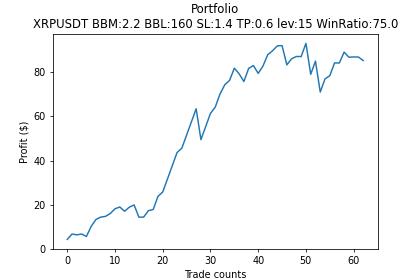 Portfolio
XRPUSDT BBM:2.2 BBL:160 SL:1.4 TP:0.6 lev:15 WinRatio:75.0
80
60
40
20
0
Profit ($)
0 10 20 30 40 50 60
Trade counts